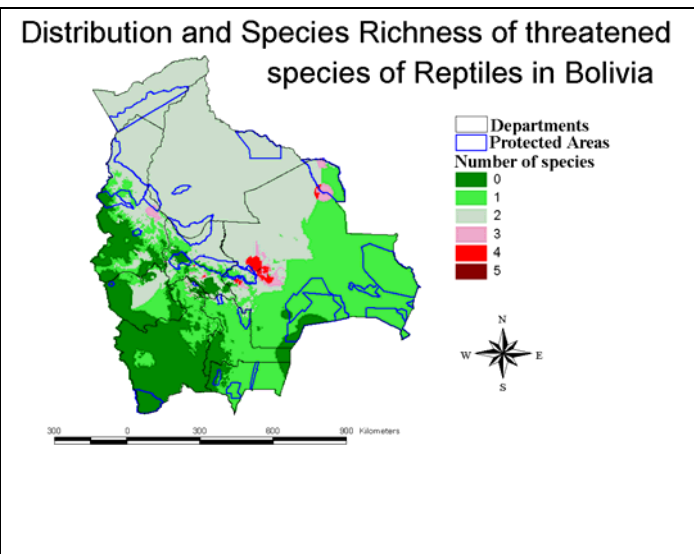 Distribution and Species Richness of threatened
species of Reptiles in Bolivia
Departments
Protected Areas
Number of species
0
1
2
3
4
5
N
W E
S
300 0 300 600 900 Kilometers